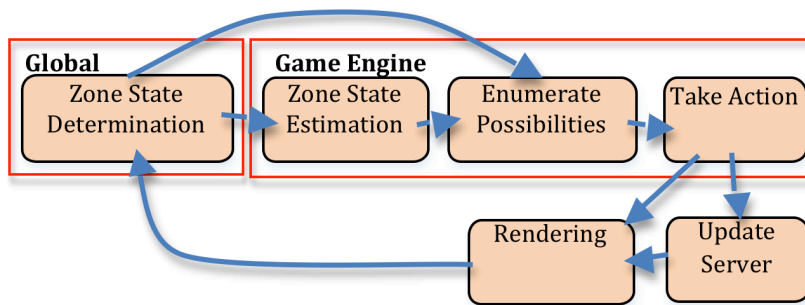 Global
Zone State
Determination
Game Engine
Zone State
Estimation
Enumerate
Possibilities
Take Action
Rendering
Update
Server